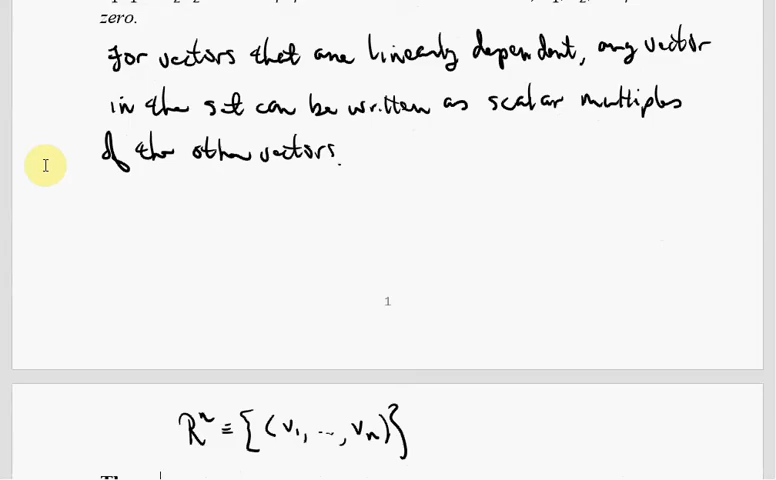 zero.
for vectors that are linearly dependent, any vector
in the set can be written as scalar multiples
of the other vectors.
1
ℝⁿ ≡ {(v₁, ..., vₙ)}